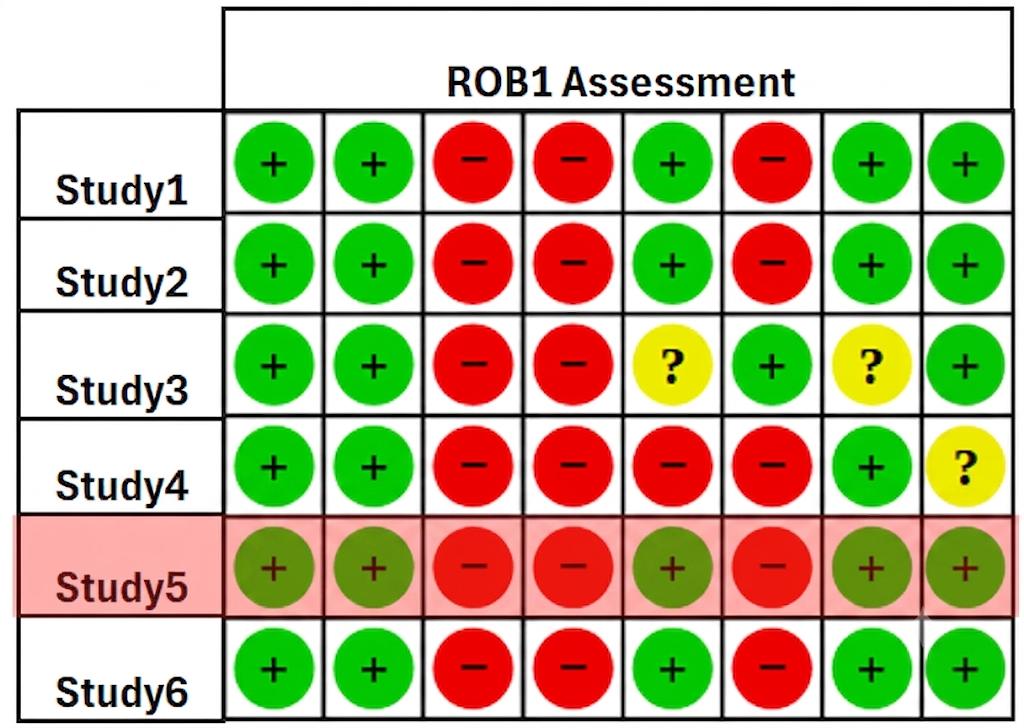 ROB1 Assessment
Study1 + + − − + − + +
Study2 + + − − + − + +
Study3 + + − − ? + ? +
Study4 + + − − − − + ?
Study5 + + − − + − + +
Study6 + + − − + − + +